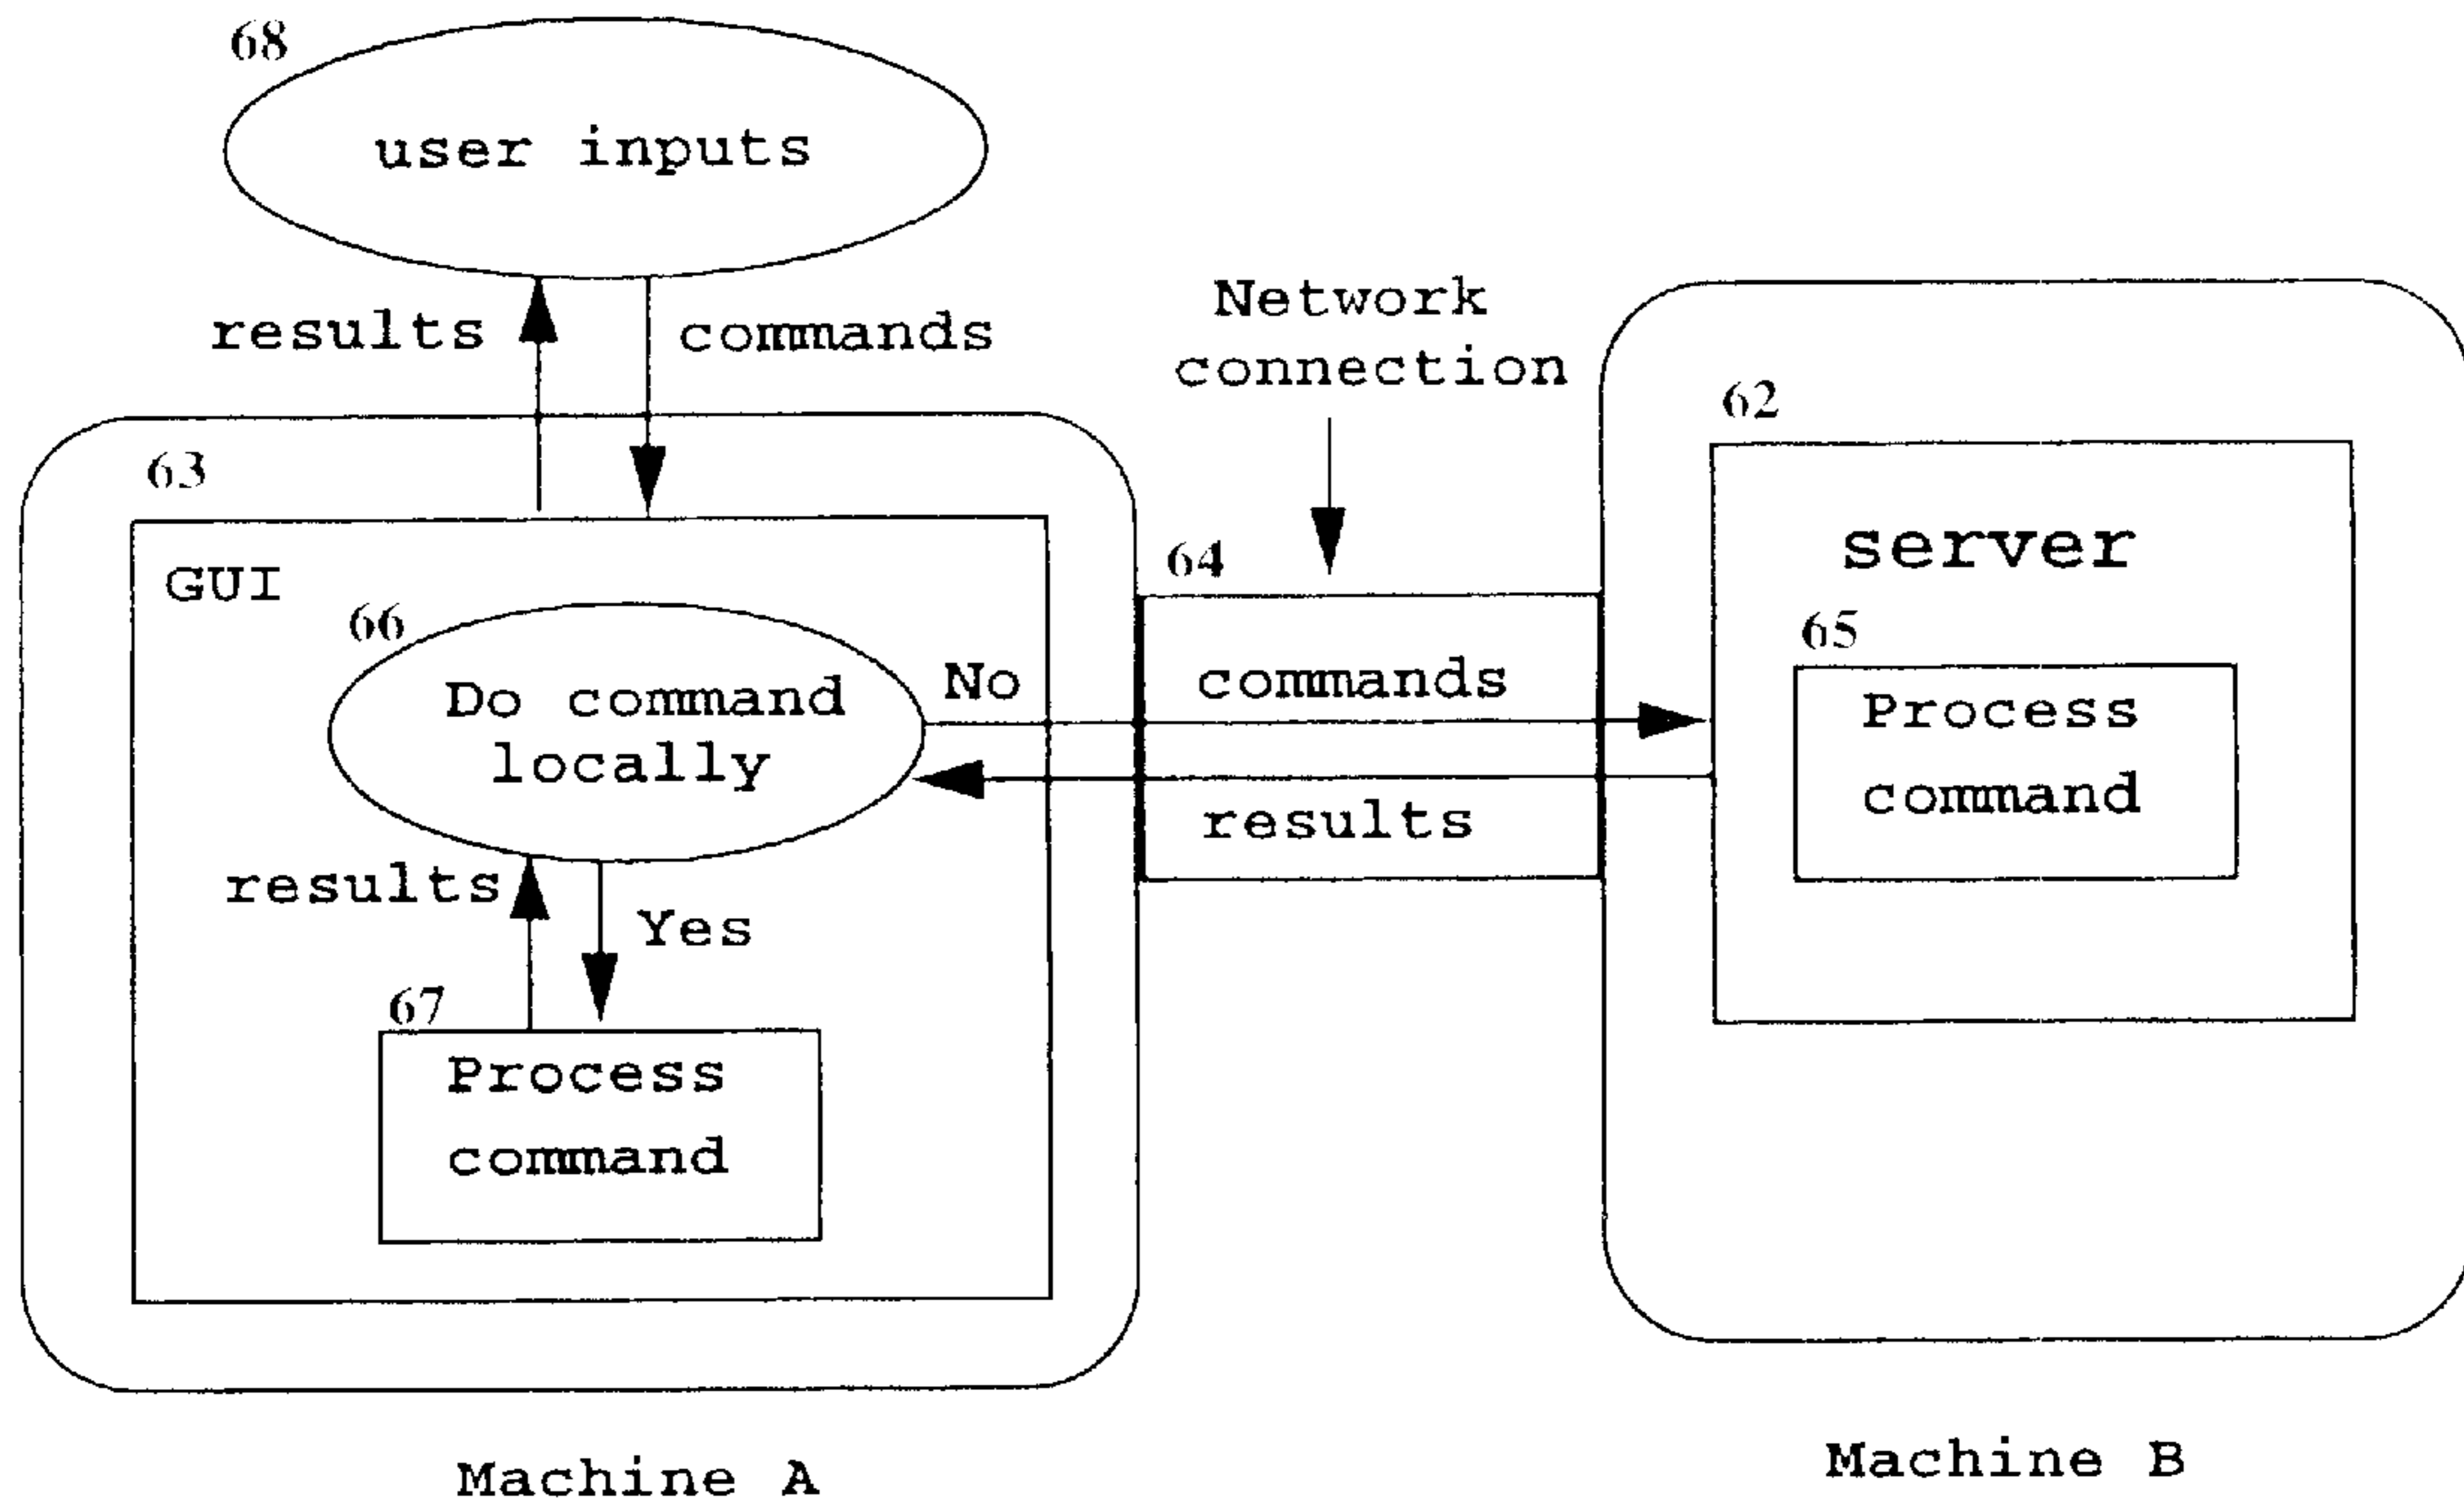 68
user inputs
results
commands
Network
connection
62
63
server
64
GUI
66
65
No
commands
Do command
locally
Process
command
results
results
Yes
67
Process
command
Machine A
Machine B